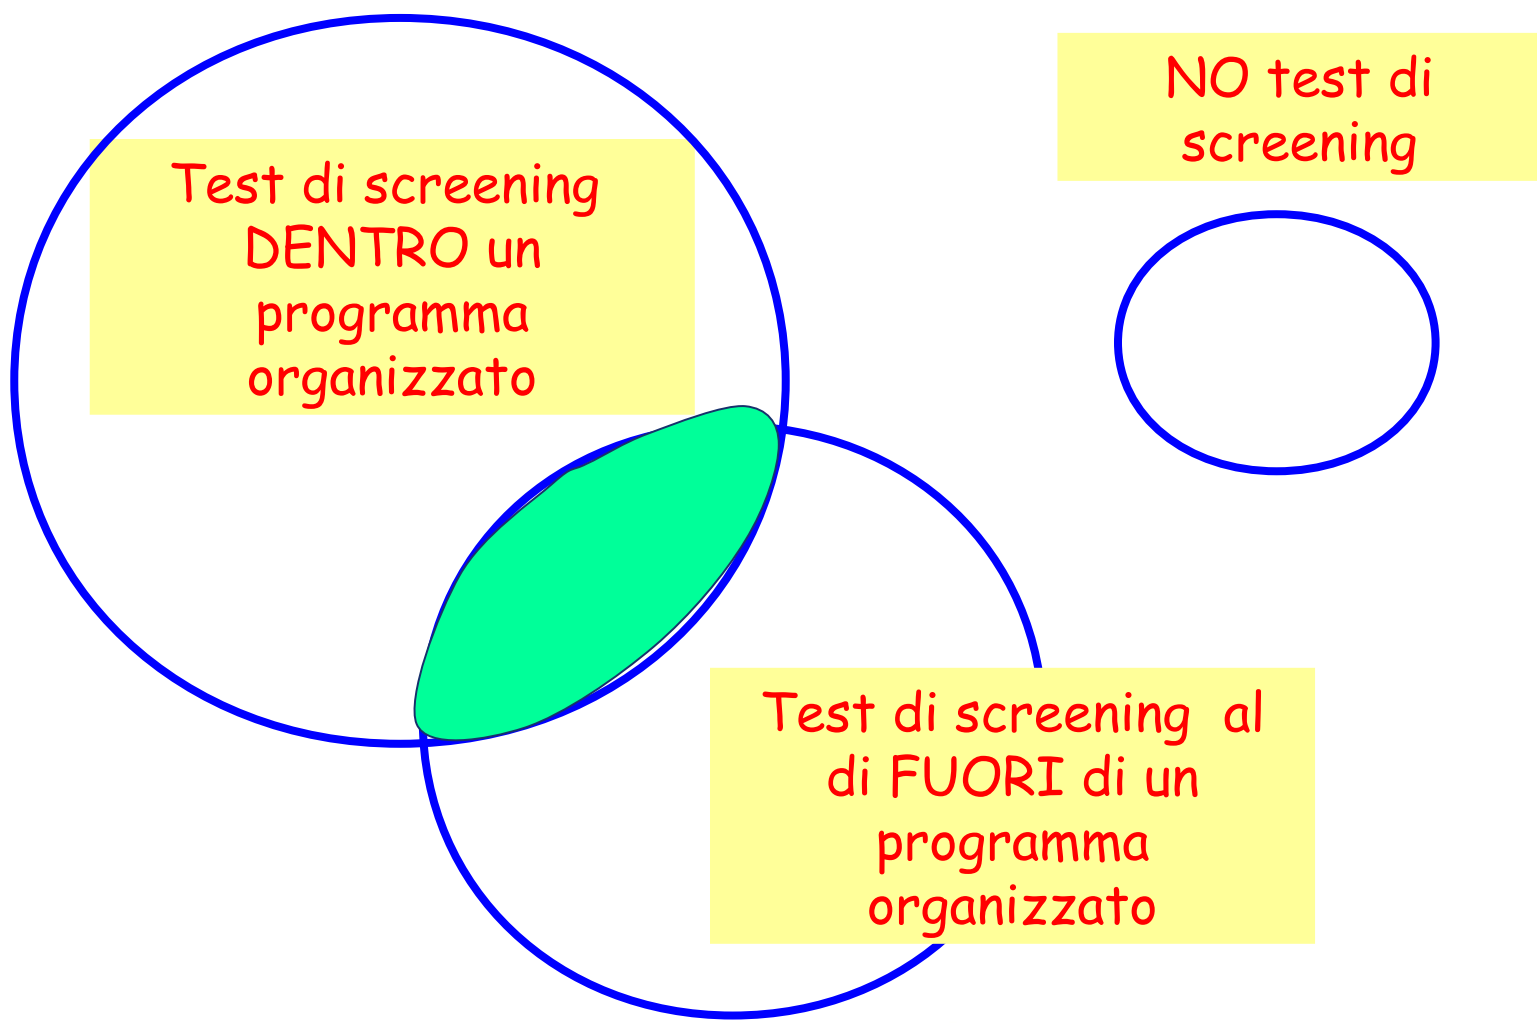 NO test di
screening
Test di screening
DENTRO un
programma
organizzato
Test di screening  al
di FUORI di un
programma
organizzato